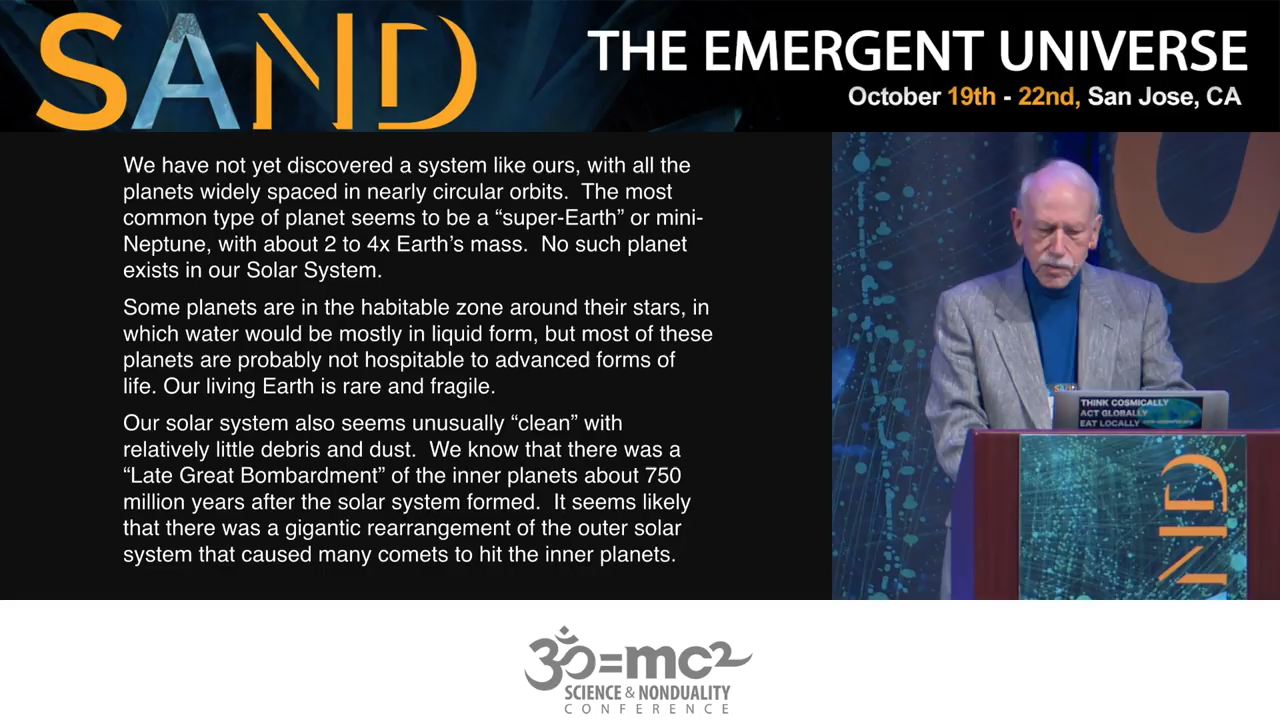 SAND
THE EMERGENT UNIVERSE
October 19th - 22nd, San Jose, CA
We have not yet discovered a system like ours, with all the
planets widely spaced in nearly circular orbits.  The most
common type of planet seems to be a “super-Earth” or mini-
Neptune, with about 2 to 4x Earth’s mass.  No such planet
exists in our Solar System.
Some planets are in the habitable zone around their stars, in
which water would be mostly in liquid form, but most of these
planets are probably not hospitable to advanced forms of
life. Our living Earth is rare and fragile.
Our solar system also seems unusually “clean” with
relatively little debris and dust.  We know that there was a
“Late Great Bombardment” of the inner planets about 750
million years after the solar system formed.  It seems likely
that there was a gigantic rearrangement of the outer solar
system that caused many comets to hit the inner planets.
THINK COSMICALLY
ACT GLOBALLY
EAT LOCALLY
ND
ॐ=mc2
SCIENCE & NONDUALITY
CONFERENCE